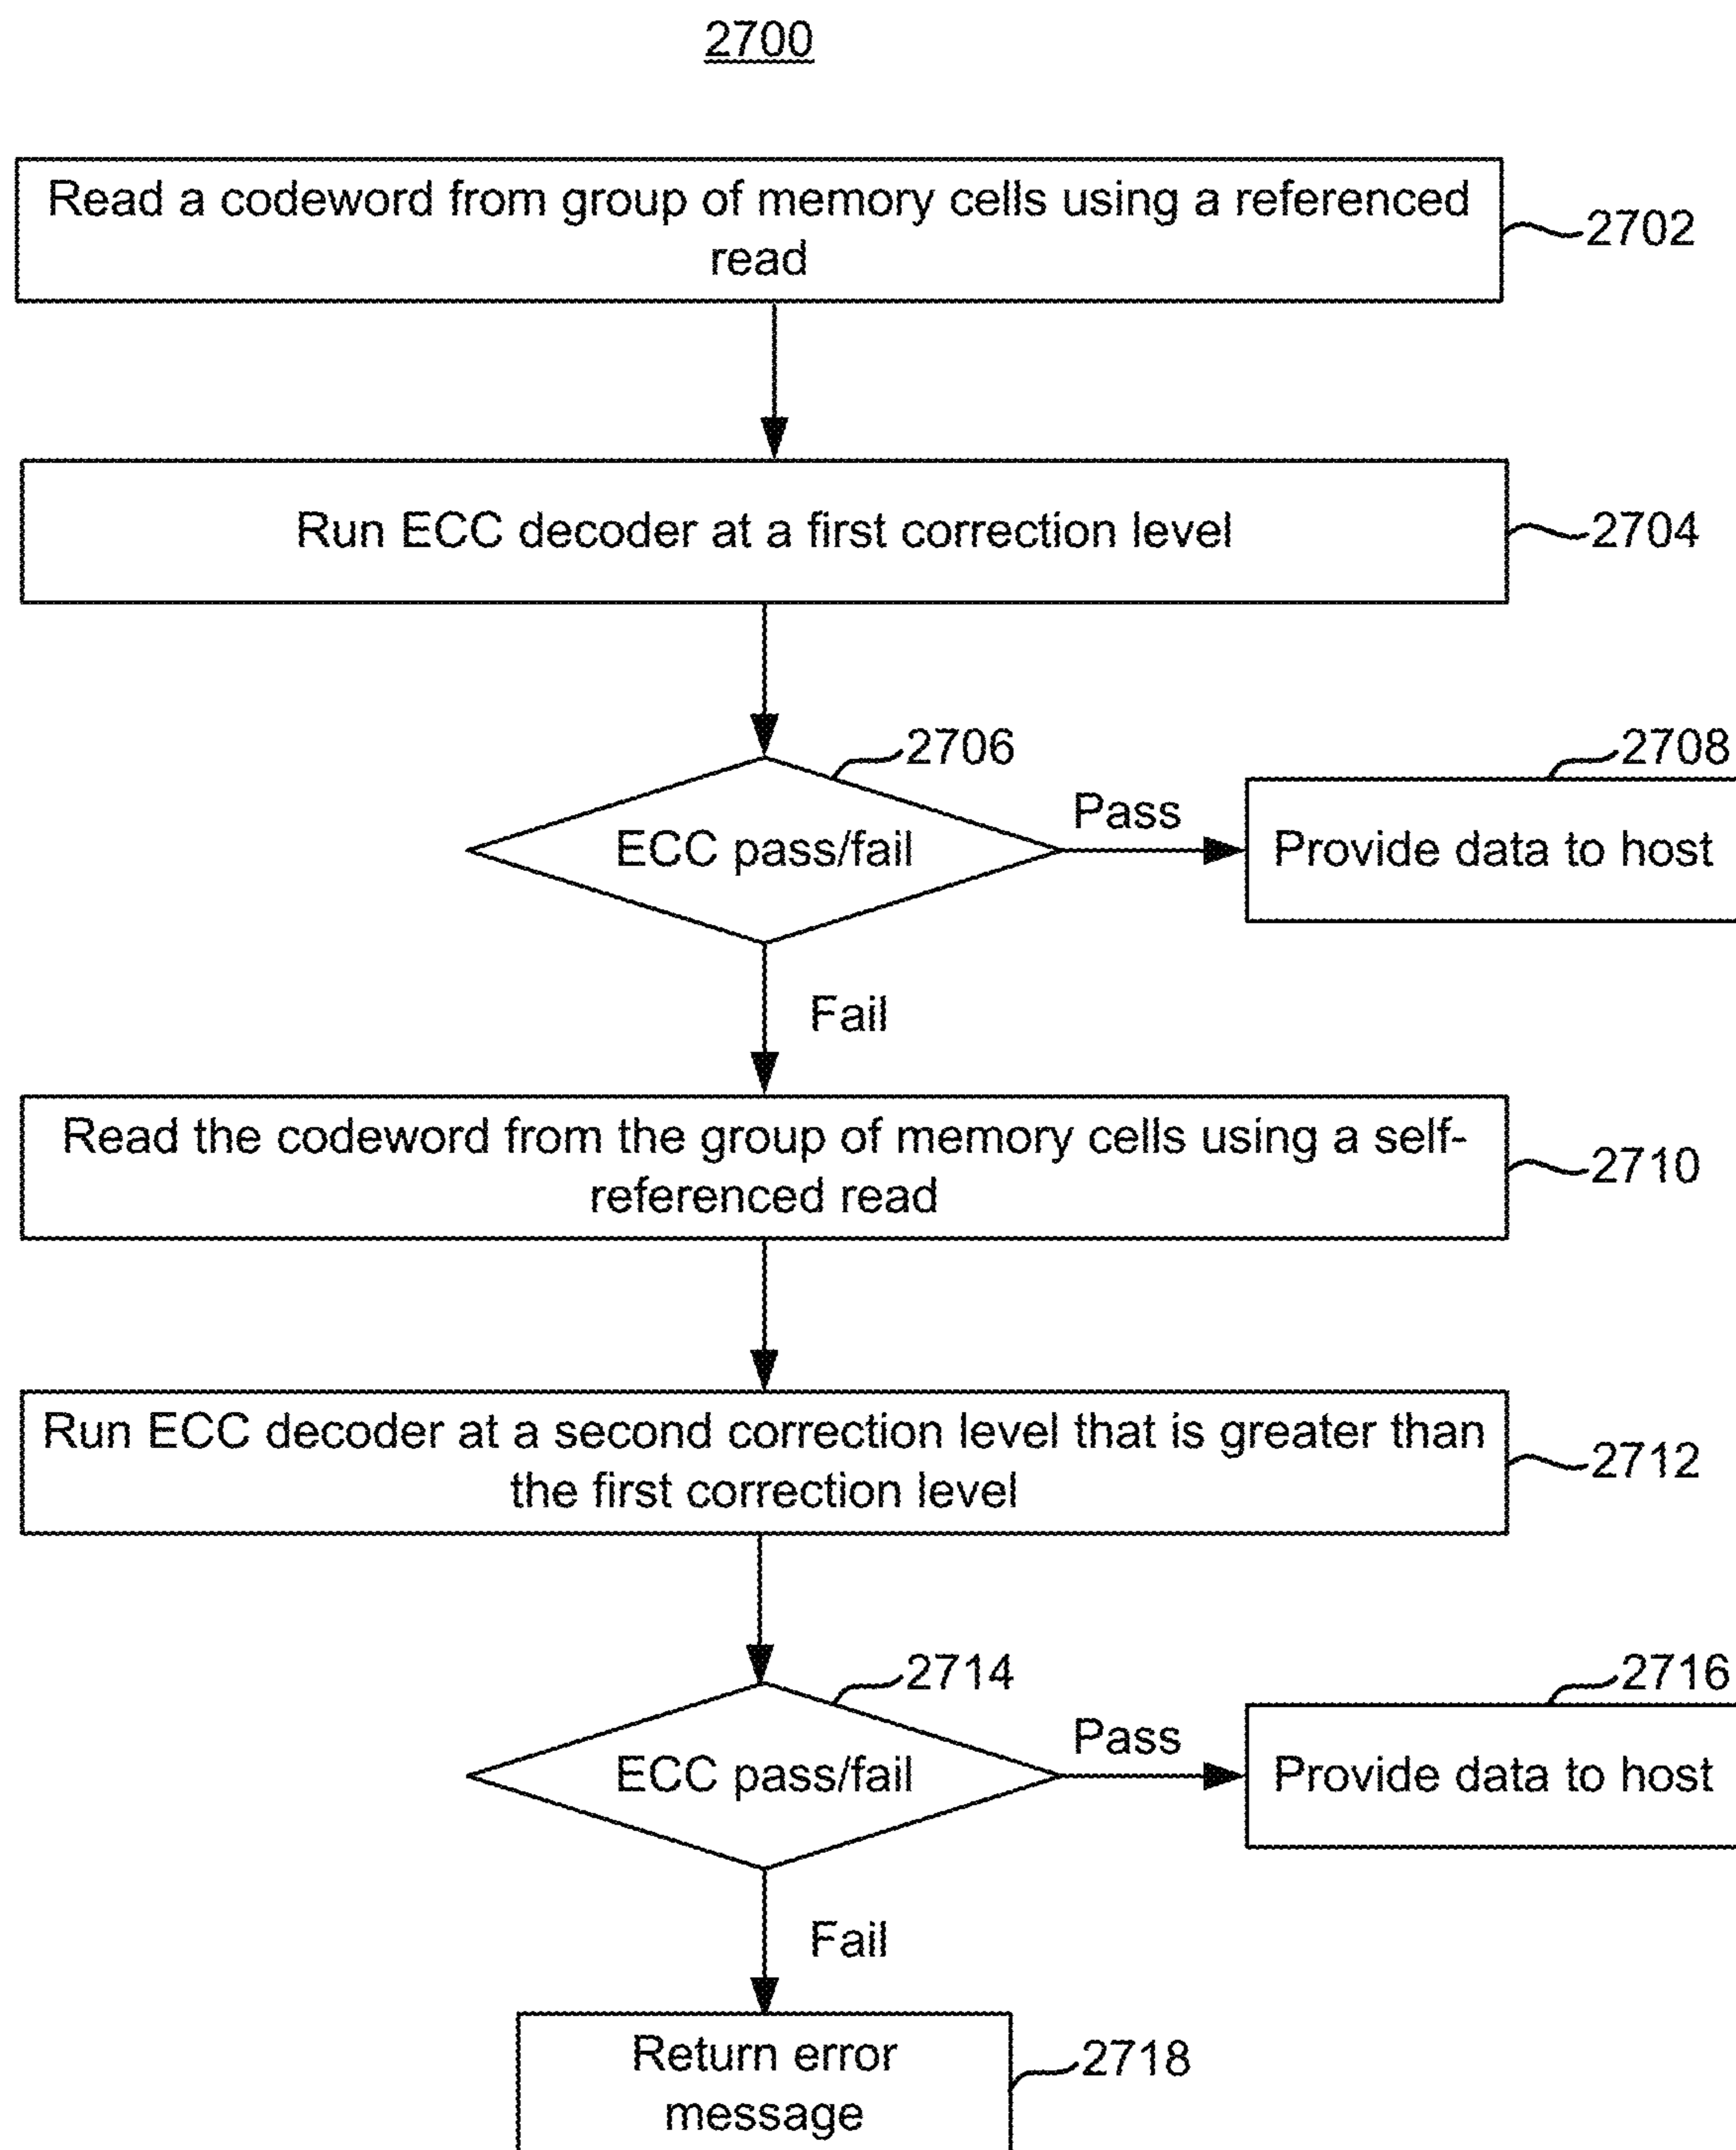 2700
Read a codeword from group of memory cells using a referenced
read
2702
Run ECC decoder at a first correction level
2704
2706
2708
ECC pass/fail
Pass
Provide data to host
Fail
Read the codeword from the group of memory cells using a self-
referenced read
2710
Run ECC decoder at a second correction level that is greater than
the first correction level
2712
2714
2716
ECC pass/fail
Pass
Provide data to host
Fail
Return error
message
2718